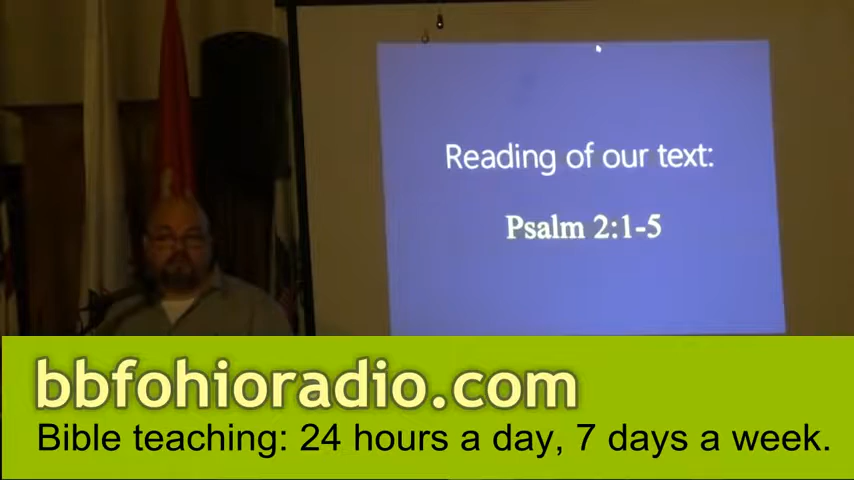 Reading of our text:
Psalm 2:1-5
bbfohioradio.com
Bible teaching: 24 hours a day, 7 days a week.